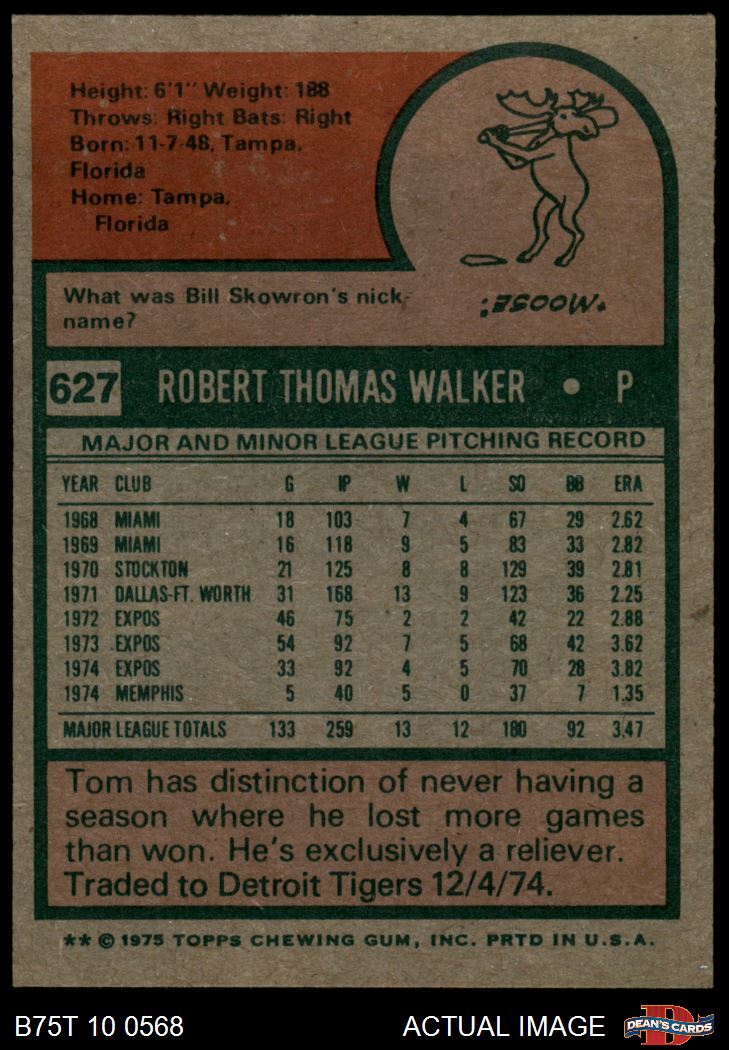 Height: 6'1" Weight: 188
Throws: Right Bats: Right
Born: 11-7-48, Tampa,
Florida
Home: Tampa,
Florida
What was Bill Skowron's nick-
name?
"MOOSE."
627 ROBERT THOMAS WALKER • P
MAJOR AND MINOR LEAGUE PITCHING RECORD
YEAR CLUB G IP W L SO BB ERA
1968 MIAMI 18 103 7 4 67 29 2.62
1969 MIAMI 16 118 9 5 83 33 2.82
1970 STOCKTON 21 125 8 8 129 39 2.81
1971 DALLAS-FT. WORTH 31 168 13 9 123 36 2.25
1972 EXPOS 46 75 2 2 42 22 2.88
1973 EXPOS 54 92 7 5 68 42 3.62
1974 EXPOS 33 92 4 5 70 28 3.82
1974 MEMPHIS 5 40 5 0 37 7 1.35
MAJOR LEAGUE TOTALS 133 259 13 12 180 92 3.47
Tom has distinction of never having a
season where he lost more games
than won. He's exclusively a reliever.
Traded to Detroit Tigers 12/4/74.
** © 1975 TOPPS CHEWING GUM, INC. PRTD IN U.S.A.
B75T 10 0568 ACTUAL IMAGE D DEAN'S CARDS